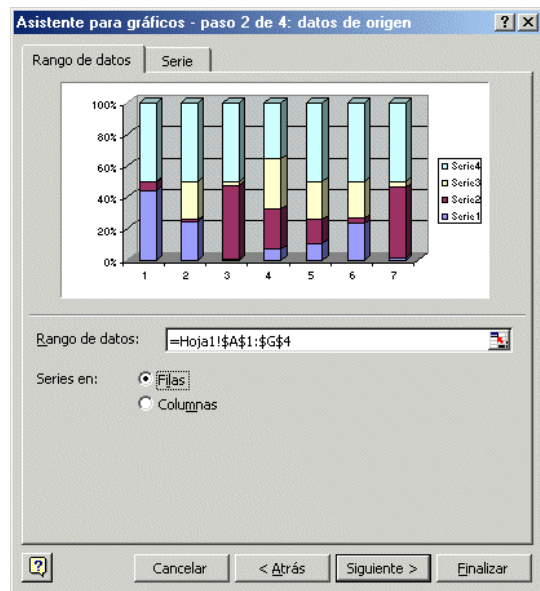 Asistente para gráficos - paso 2 de 4: datos de origen
Rango de datos
Serie
100%
80%
60%
40%
20%
0%
1 2 3 4 5 6 7
Serie4
Serie3
Serie2
Serie1
Rango de datos: =Hoja1!$A$1:$G$4
Series en: Filas
Columnas
Cancelar < Atrás Siguiente > Finalizar